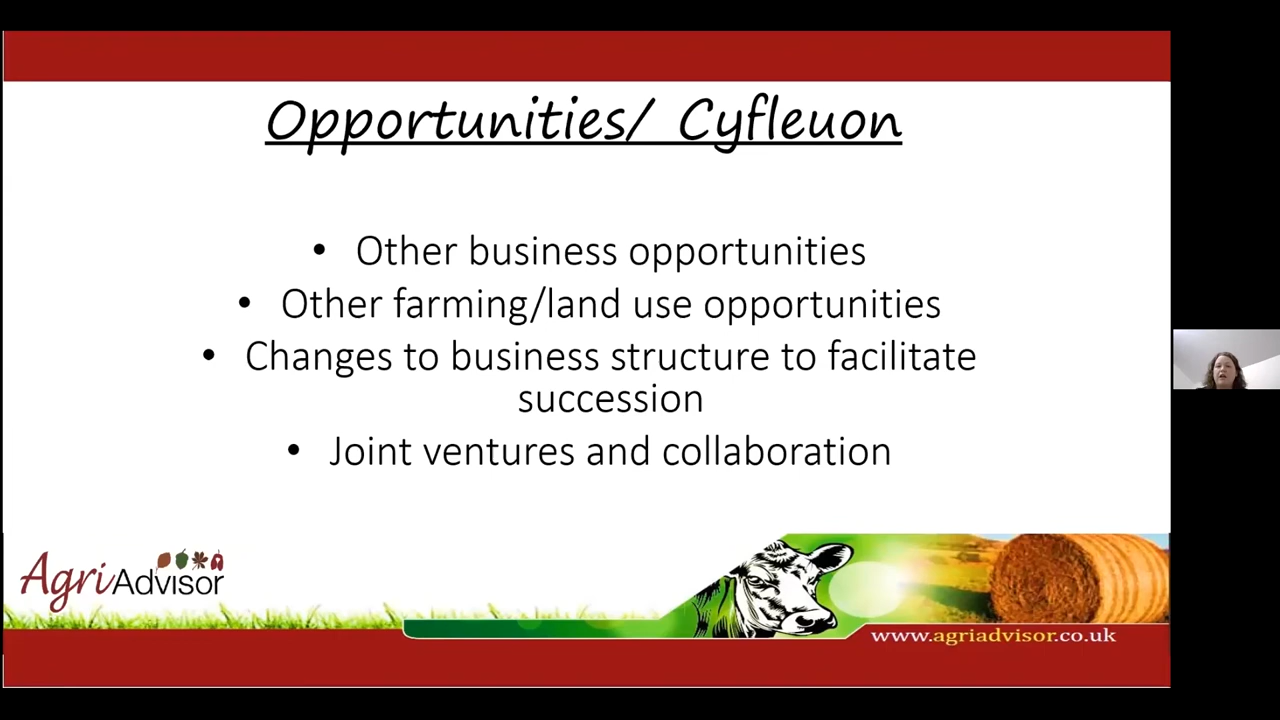 Opportunities/ Cyfleuon
• Other business opportunities
• Other farming/land use opportunities
• Changes to business structure to facilitate
succession
• Joint ventures and collaboration
AgriAdvisor
www.agriadvisor.co.uk